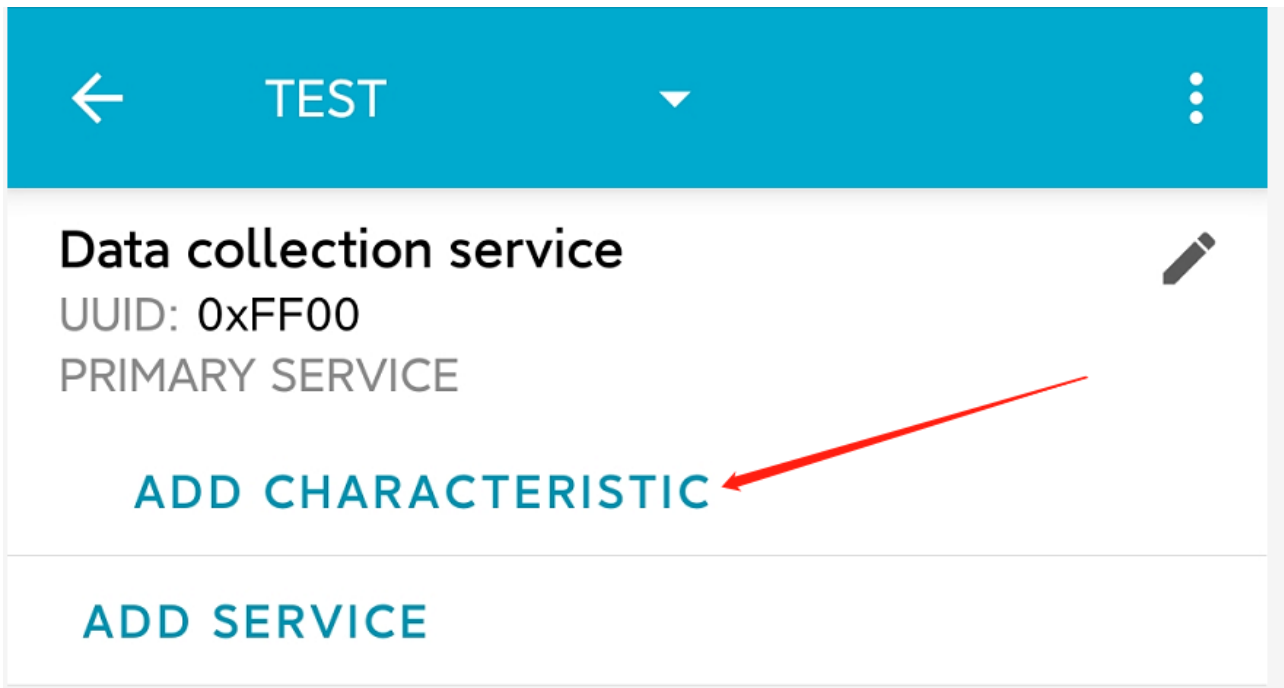 TEST
Data collection service
UUID: 0xFF00
PRIMARY SERVICE
ADD CHARACTERISTIC
ADD SERVICE